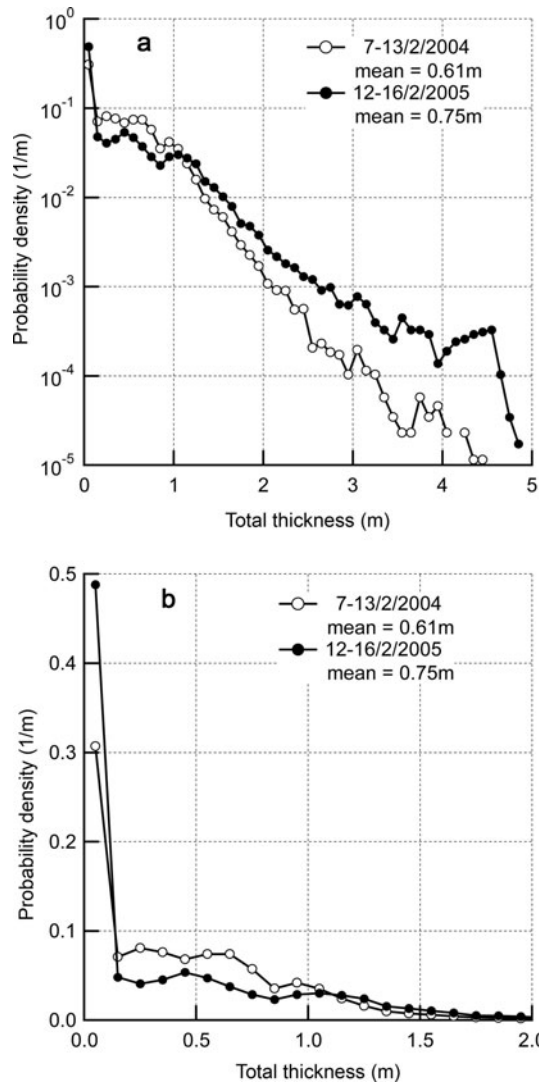 a
7-13/2/2004
mean = 0.61m
12-16/2/2005
mean = 0.75m
10^0
10^-1
10^-2
10^-3
10^-4
10^-5
Probability density (1/m)
0 1 2 3 4 5
Total thickness (m)
b
7-13/2/2004
mean = 0.61m
12-16/2/2005
mean = 0.75m
0.5
0.4
0.3
0.2
0.1
0.0
Probability density (1/m)
0.0 0.5 1.0 1.5 2.0
Total thickness (m)